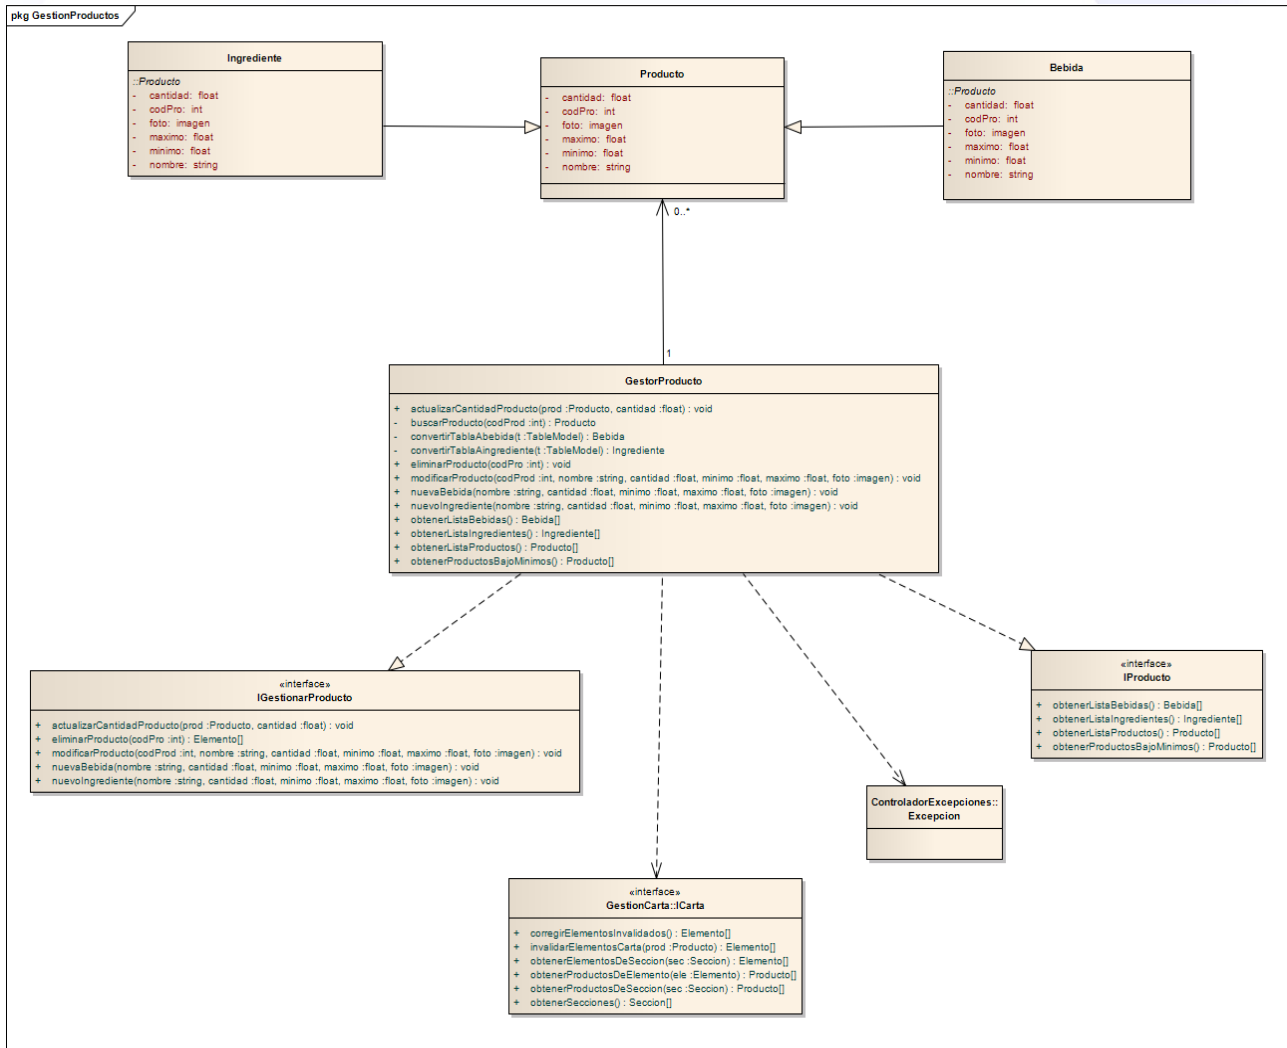 pkg GestionProductos
Ingrediente
::Producto
- cantidad: float
- codPro: int
- foto: imagen
- maximo: float
- minimo: float
- nombre: string
Producto
- cantidad: float
- codPro: int
- foto: imagen
- maximo: float
- minimo: float
- nombre: string
Bebida
::Producto
- cantidad: float
- codPro: int
- foto: imagen
- maximo: float
- minimo: float
- nombre: string
0..*
1
GestorProducto
+ actualizarCantidadProducto(prod :Producto, cantidad :float) : void
- buscarProducto(codProd :int) : Producto
- convertirTablaAbebida(t :TableModel) : Bebida
- convertirTablaAingrediente(t :TableModel) : Ingrediente
+ eliminarProducto(codPro :int) : void
+ modificarProducto(codProd :int, nombre :string, cantidad :float, minimo :float, maximo :float, foto :imagen) : void
+ nuevaBebida(nombre :string, cantidad :float, minimo :float, maximo :float, foto :imagen) : void
+ nuevoIngrediente(nombre :string, cantidad :float, minimo :float, maximo :float, foto :imagen) : void
+ obtenerListaBebidas() : Bebida[]
+ obtenerListaIngredientes() : Ingrediente[]
+ obtenerListaProductos() : Producto[]
+ obtenerProductosBajoMinimos() : Producto[]
«interface»
IGestionarProducto
+ actualizarCantidadProducto(prod :Producto, cantidad :float) : void
+ eliminarProducto(codPro :int) : Elemento[]
+ modificarProducto(codProd :int, nombre :string, cantidad :float, minimo :float, maximo :float, foto :imagen) : void
+ nuevaBebida(nombre :string, cantidad :float, minimo :float, maximo :float, foto :imagen) : void
+ nuevoIngrediente(nombre :string, cantidad :float, minimo :float, maximo :float, foto :imagen) : void
«interface»
IProducto
+ obtenerListaBebidas() : Bebida[]
+ obtenerListaIngredientes() : Ingrediente[]
+ obtenerListaProductos() : Producto[]
+ obtenerProductosBajoMinimos() : Producto[]
ControladorExcepciones::
Excepcion
«interface»
GestionCarta::ICarta
+ corregirElementosInvalidados() : Elemento[]
+ invalidarElementosCarta(prod :Producto) : Elemento[]
+ obtenerElementosDeSeccion(sec :Seccion) : Elemento[]
+ obtenerProductosDeElemento(ele :Elemento) : Producto[]
+ obtenerProductosDeSeccion(sec :Seccion) : Producto[]
+ obtenerSecciones() : Seccion[]